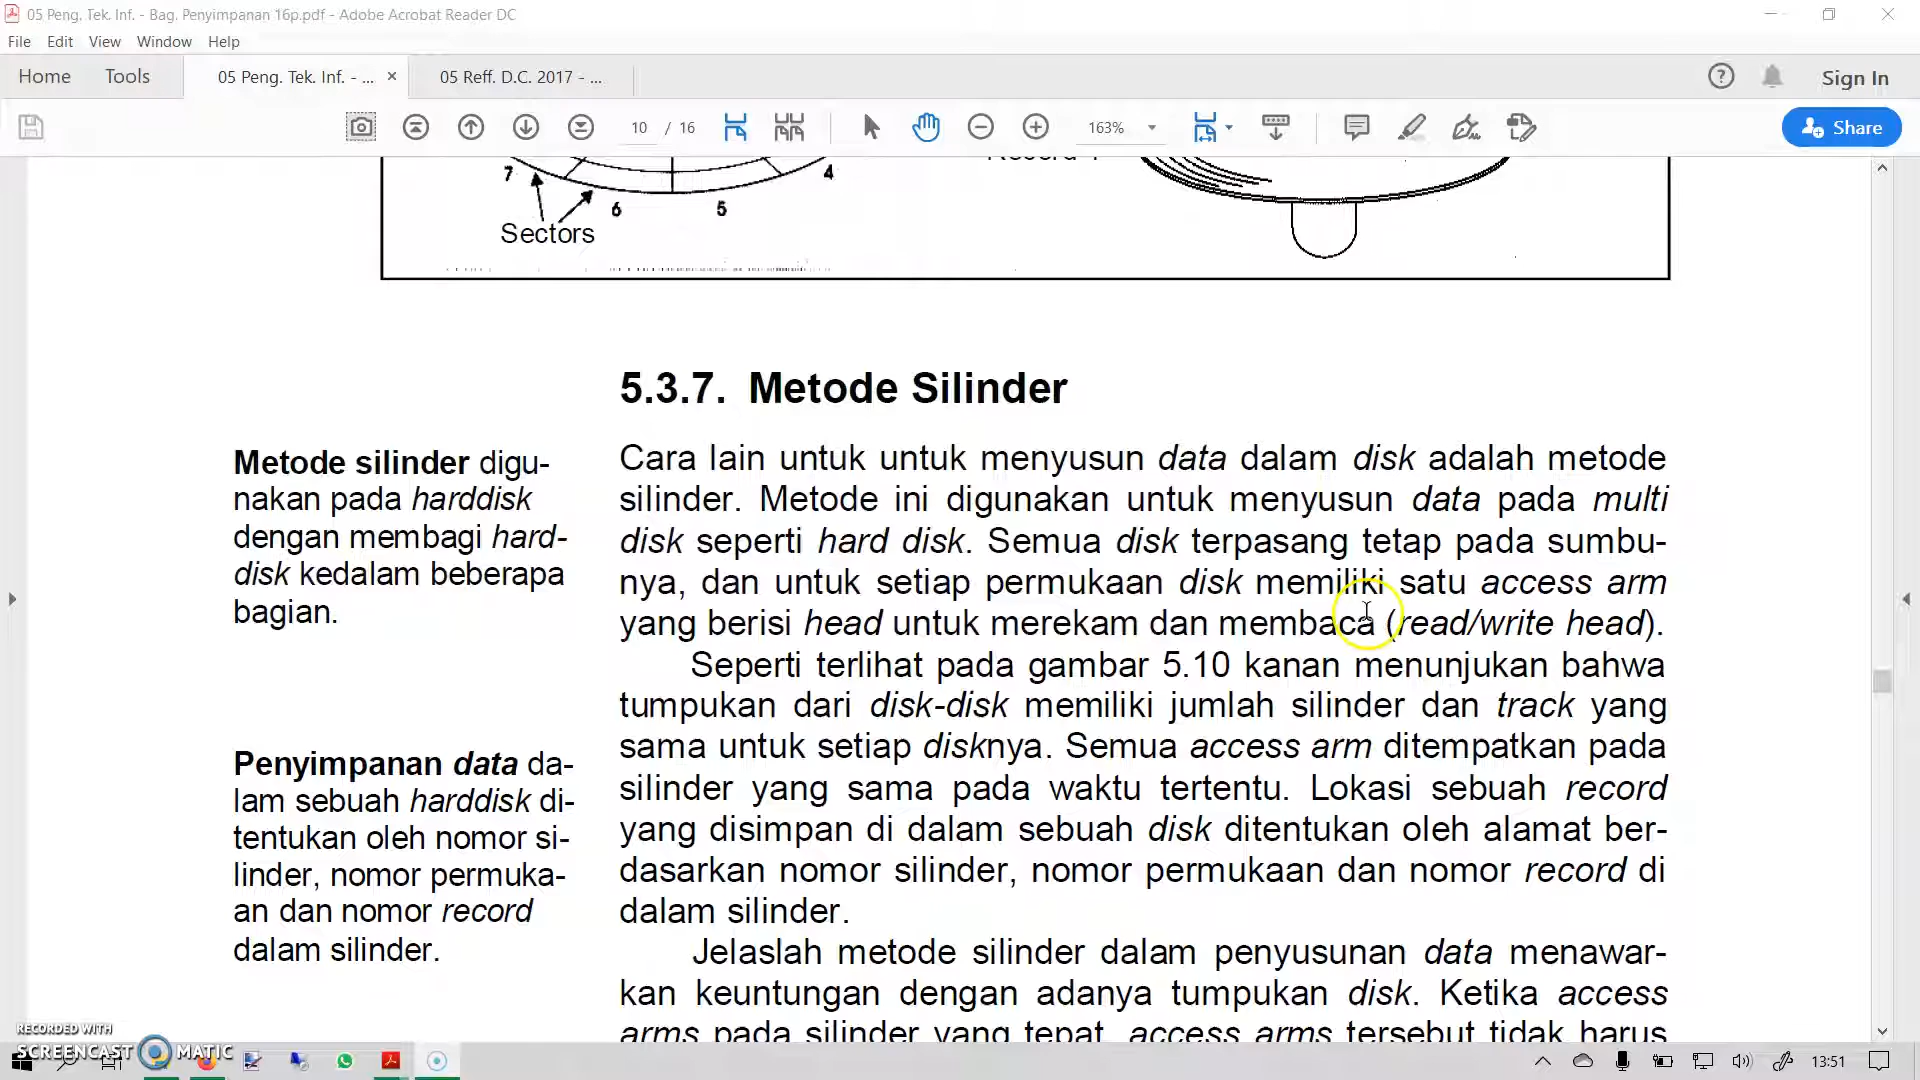 05 Peng. Tek. Inf. - Bag. Penyimpanan 16p.pdf - Adobe Acrobat Reader DC
File Edit View Window Help
Home Tools 05 Peng. Tek. Inf. - ... 05 Reff. D.C. 2017 - ... Sign In
10 / 16 163% Share
7 4
6 5
Sectors
5.3.7. Metode Silinder
Metode silinder digu-
nakan pada harddisk
dengan membagi hard-
disk kedalam beberapa
bagian.
Penyimpanan data da-
lam sebuah harddisk di-
tentukan oleh nomor si-
linder, nomor permuka-
an dan nomor record
dalam silinder.
Cara lain untuk untuk menyusun data dalam disk adalah metode
silinder. Metode ini digunakan untuk menyusun data pada multi
disk seperti hard disk. Semua disk terpasang tetap pada sumbu-
nya, dan untuk setiap permukaan disk memiliki satu access arm
yang berisi head untuk merekam dan membaca (read/write head).
Seperti terlihat pada gambar 5.10 kanan menunjukan bahwa
tumpukan dari disk-disk memiliki jumlah silinder dan track yang
sama untuk setiap disknya. Semua access arm ditempatkan pada
silinder yang sama pada waktu tertentu. Lokasi sebuah record
yang disimpan di dalam sebuah disk ditentukan oleh alamat ber-
dasarkan nomor silinder, nomor permukaan dan nomor record di
dalam silinder.
Jelaslah metode silinder dalam penyusunan data menawar-
kan keuntungan dengan adanya tumpukan disk. Ketika access
arms pada silinder yang tepat, access arms tersebut tidak harus
RECORDED WITH
SCREENCAST MATIC
13:51